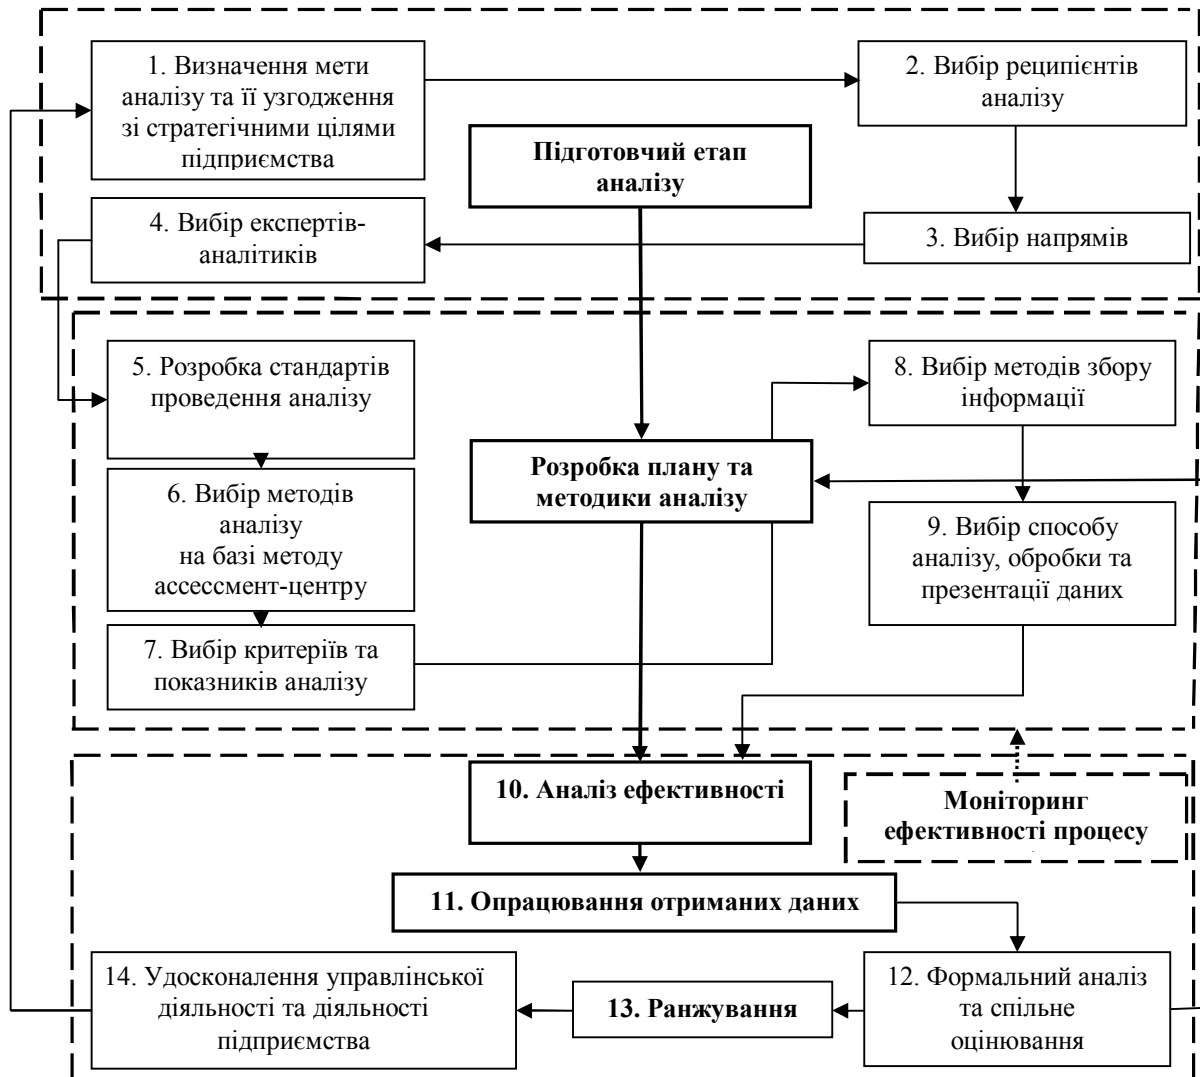 1. Визначення мети
аналізу та її узгодження
зі стратегічними цілями
підприємства
2. Вибір реципієнтів
аналізу
Підготовчий етап
аналізу
4. Вибір експертів-
аналітиків
3. Вибір напрямів
5. Розробка стандартів
проведення аналізу
8. Вибір методів збору
інформації
Розробка плану та
методики аналізу
6. Вибір методів
аналізу
на базі методу
ассессмент-центру
9. Вибір способу
аналізу, обробки та
презентації даних
7. Вибір критеріїв та
показників аналізу
10. Аналіз ефективності
Моніторинг
ефективності процесу
11. Опрацювання отриманих даних
14. Удосконалення управлінської
діяльності та діяльності
підприємства
13. Ранжування
12. Формальний аналіз
та спільне
оцінювання